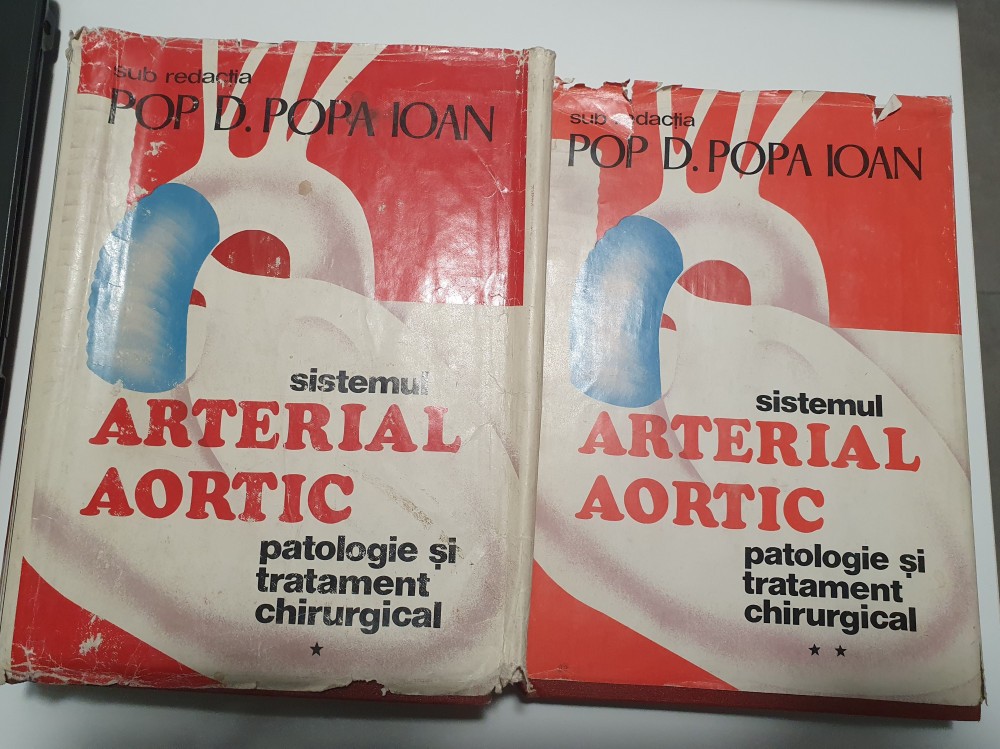 sub redacția
POP D. POPA IOAN
sistemul
ARTERIAL
AORTIC
patologie și
tratament
chirurgical
★
sub redacția
POP D. POPA IOAN
sistemul
ARTERIAL
AORTIC
patologie și
tratament
chirurgical
★★